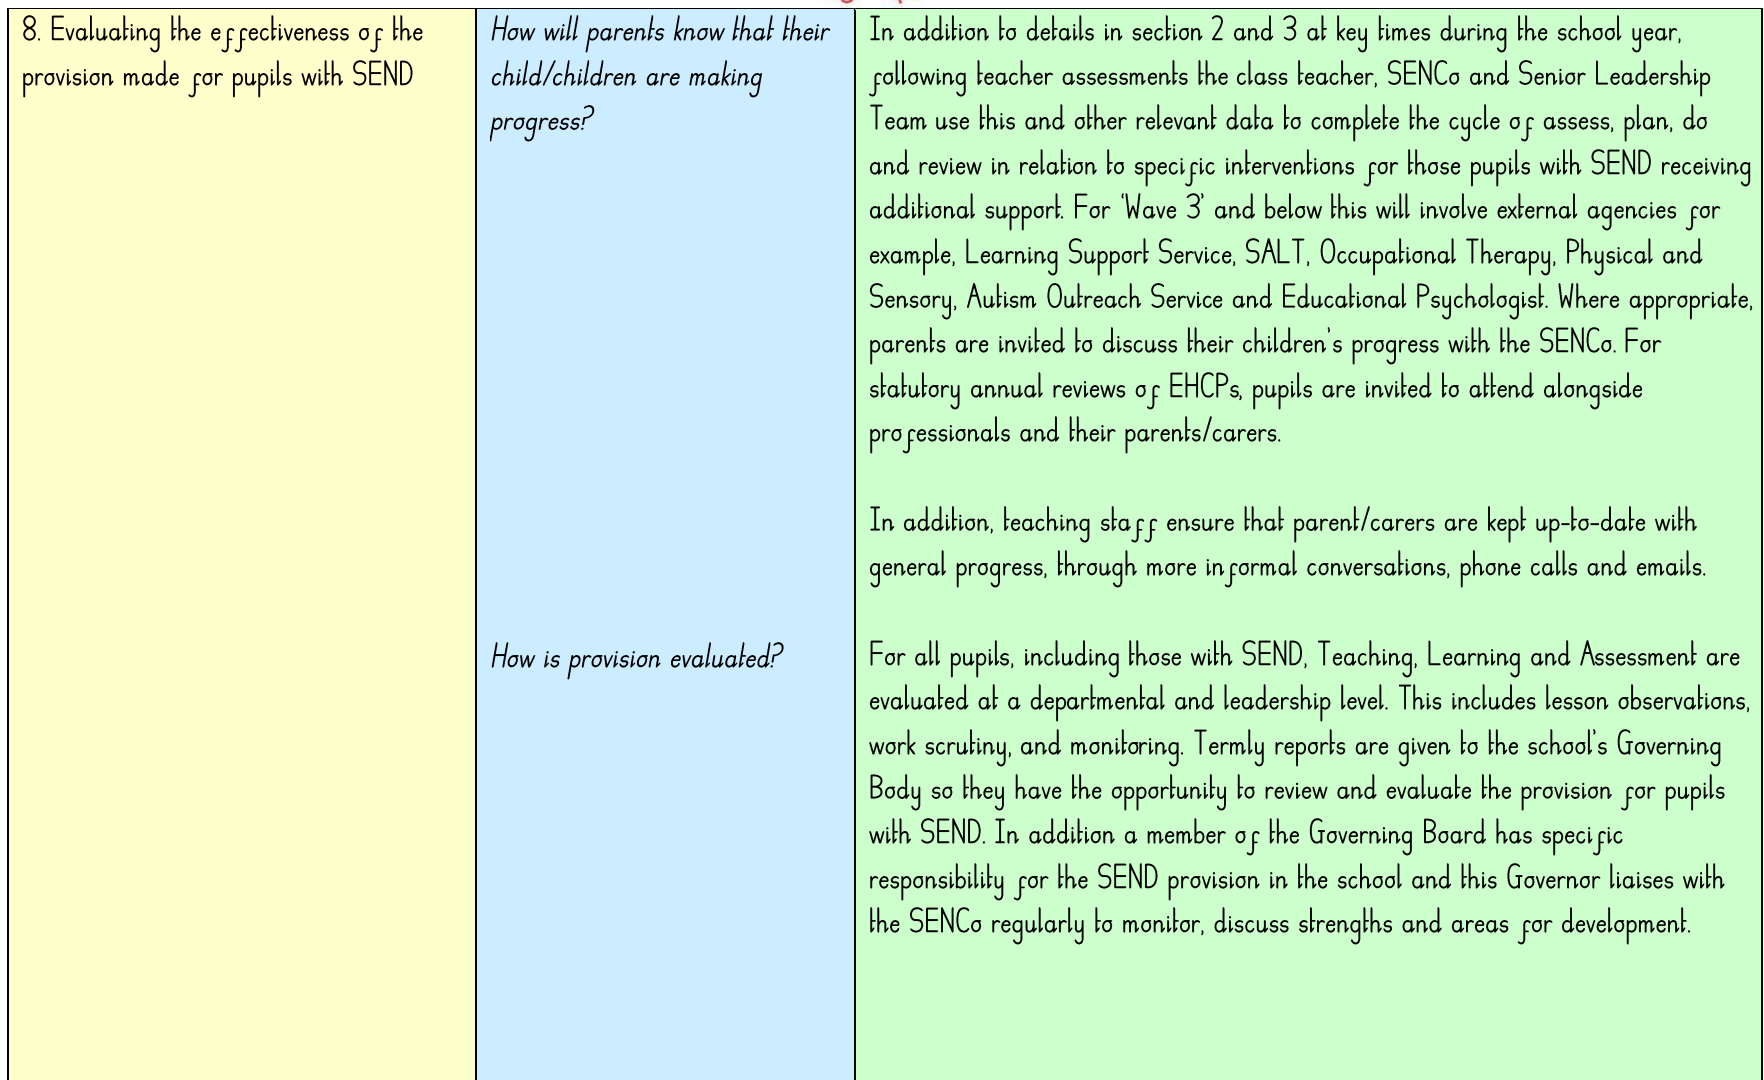 8. Evaluating the effectiveness of the
provision made for pupils with SEND
How will parents know that their
child/children are making
progress?
In addition to details in section 2 and 3 at key times during the school year,
following teacher assessments the class teacher, SENCo and Senior Leadership
Team use this and other relevant data to complete the cycle of assess, plan, do
and review in relation to specific interventions for those pupils with SEND receiving
additional support. For ‘Wave 3’ and below this will involve external agencies for
example, Learning Support Service, SALT, Occupational Therapy, Physical and
Sensory, Autism Outreach Service and Educational Psychologist. Where appropriate,
parents are invited to discuss their children’s progress with the SENCo. For
statutory annual reviews of EHCPs, pupils are invited to attend alongside
professionals and their parents/carers.
In addition, teaching staff ensure that parent/carers are kept up-to-date with
general progress, through more informal conversations, phone calls and emails.
How is provision evaluated?
For all pupils, including those with SEND, Teaching, Learning and Assessment are
evaluated at a departmental and leadership level. This includes lesson observations,
work scrutiny, and monitoring. Termly reports are given to the school’s Governing
Body so they have the opportunity to review and evaluate the provision for pupils
with SEND. In addition a member of the Governing Board has specific
responsibility for the SEND provision in the school and this Governor liaises with
the SENCo regularly to monitor, discuss strengths and areas for development.